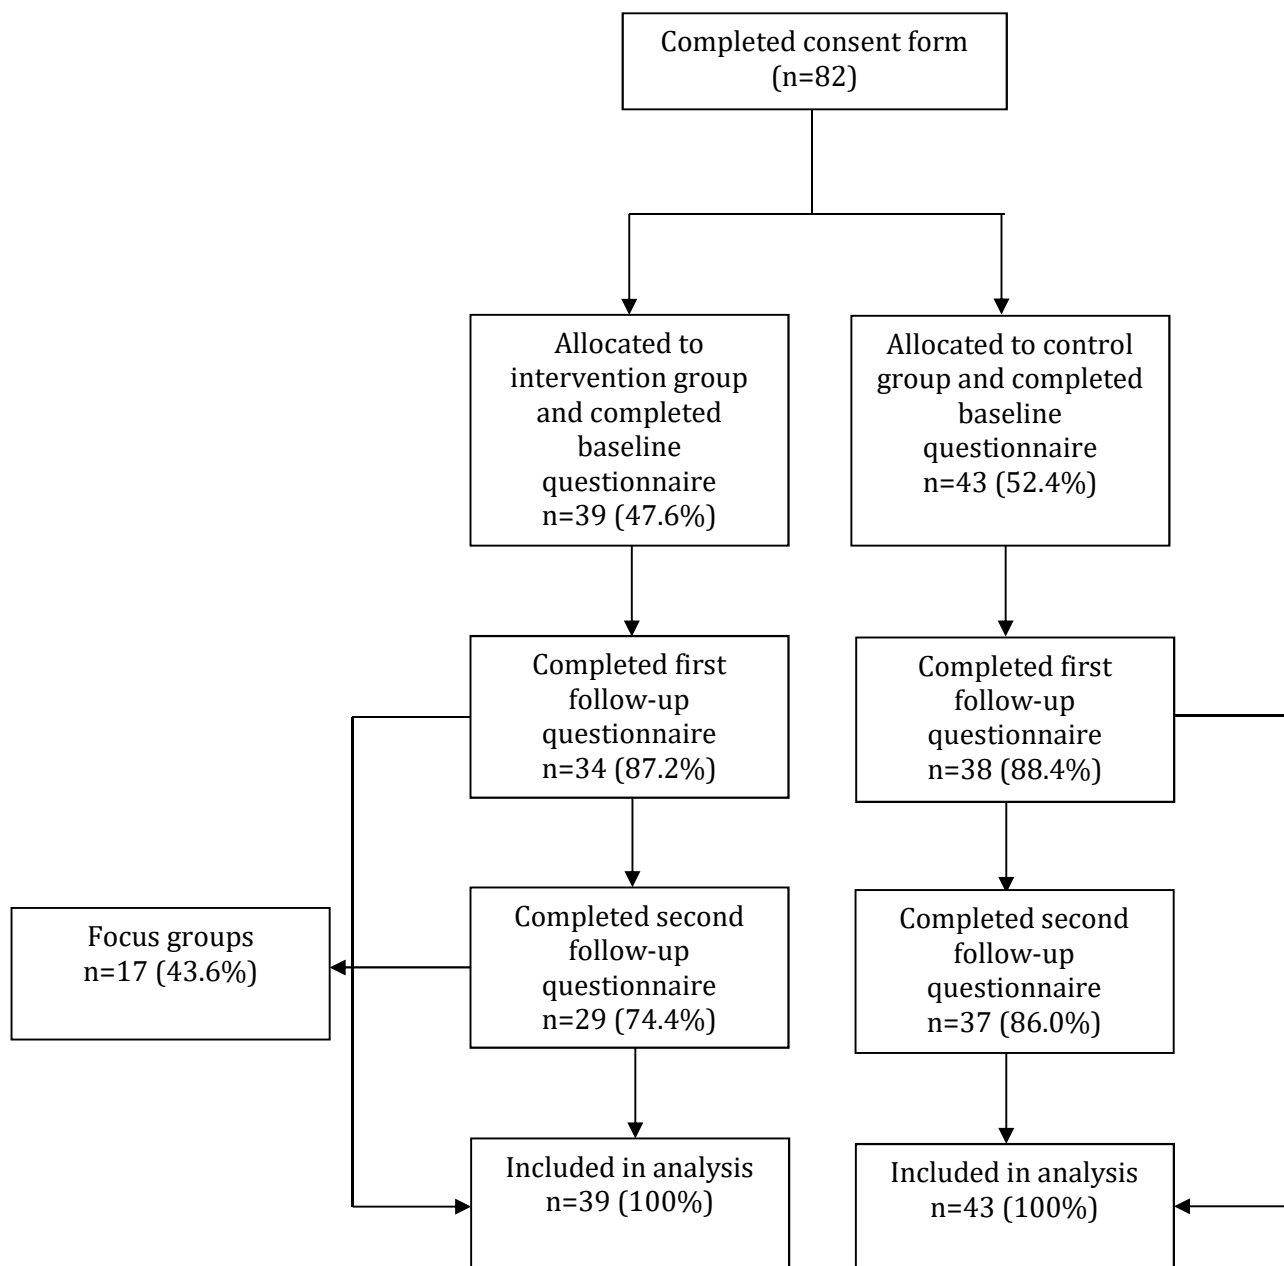 Completed consent form
(n=82)
Allocated to
intervention group
and completed
baseline
questionnaire
n=39 (47.6%)
Allocated to control
group and completed
baseline
questionnaire
n=43 (52.4%)
Completed first
follow-up
questionnaire
n=34 (87.2%)
Completed first
follow-up
questionnaire
n=38 (88.4%)
Focus groups
n=17 (43.6%)
Completed second
follow-up
questionnaire
n=29 (74.4%)
Completed second
follow-up
questionnaire
n=37 (86.0%)
Included in analysis
n=39 (100%)
Included in analysis
n=43 (100%)